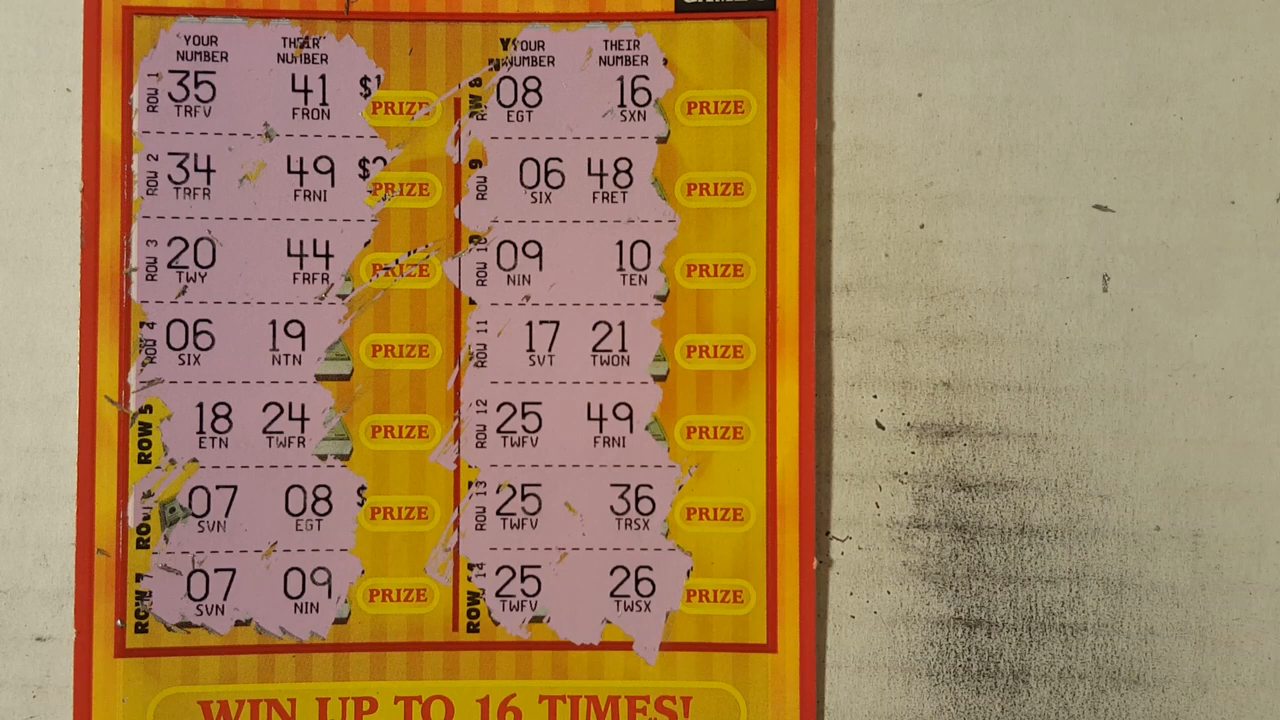 YOUR NUMBER THEIR NUMBER
ROW 1 35 TRFV 41 FRON $1 PRIZE
ROW 2 34 TRFR 49 FRNI PRIZE
ROW 3 20 TWY 44 FRFR PRIZE
ROW 4 06 SIX 19 NTN PRIZE
ROW 5 18 ETN 24 TWFR PRIZE
07 SVN 08 EGT $ PRIZE
ROW 7 07 SVN 09 NIN PRIZE
YOUR NUMBER THEIR NUMBER
08 EGT 16 SXN PRIZE
ROW 9 06 SIX 48 FRET PRIZE
ROW 10 09 NIN 10 TEN PRIZE
ROW 11 17 SVT 21 TWON PRIZE
ROW 12 25 TWFV 49 FRNI PRIZE
ROW 13 25 TWFV 36 TRSX PRIZE
25 TWFV 26 TWSX PRIZE
WIN UP TO 16 TIMES!